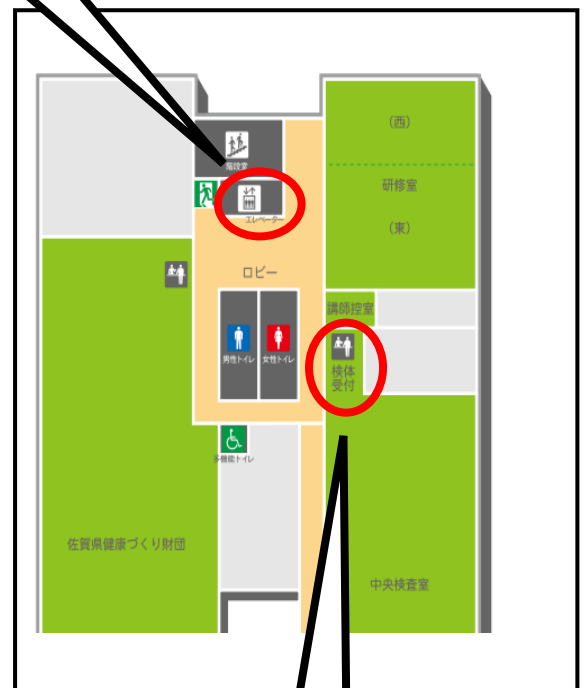 (西)
階段室
研修室
エレベーター
(東)
ロビー
講師控室
男性トイレ
女性トイレ
検体
受付
多機能トイレ
佐賀県健康づくり財団
中央検査室